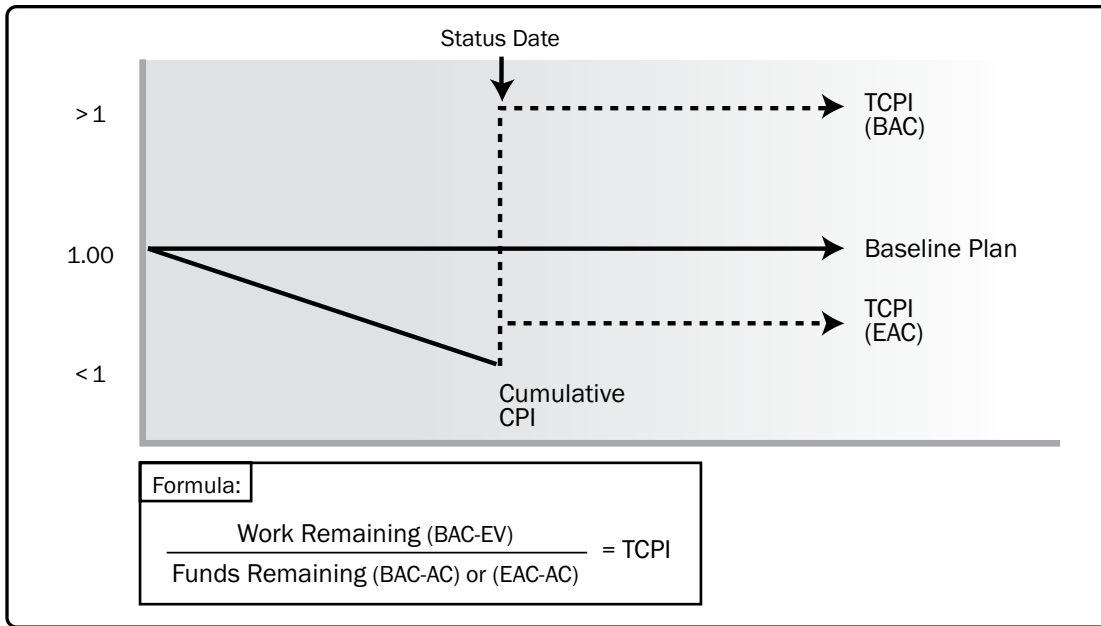 Status Date
> 1
TCPI
(BAC)
1.00
Baseline Plan
TCPI
(EAC)
< 1
Cumulative
CPI
Formula:
Work Remaining (BAC-EV)
= TCPI
Funds Remaining (BAC-AC) or (EAC-AC)